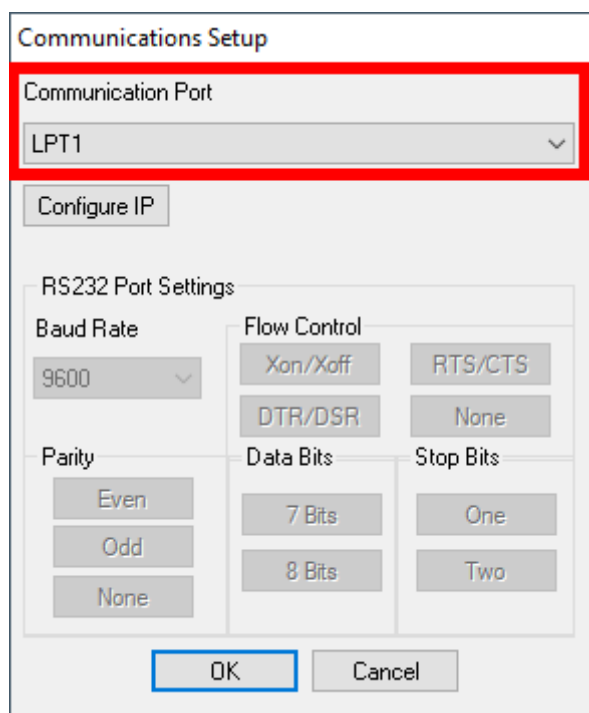 Communications Setup
Communication Port
LPT1
Configure IP
RS232 Port Settings
Baud Rate
9600
Flow Control
Xon/Xoff
RTS/CTS
DTR/DSR
None
Parity
Even
Odd
None
Data Bits
7 Bits
8 Bits
Stop Bits
One
Two
OK
Cancel